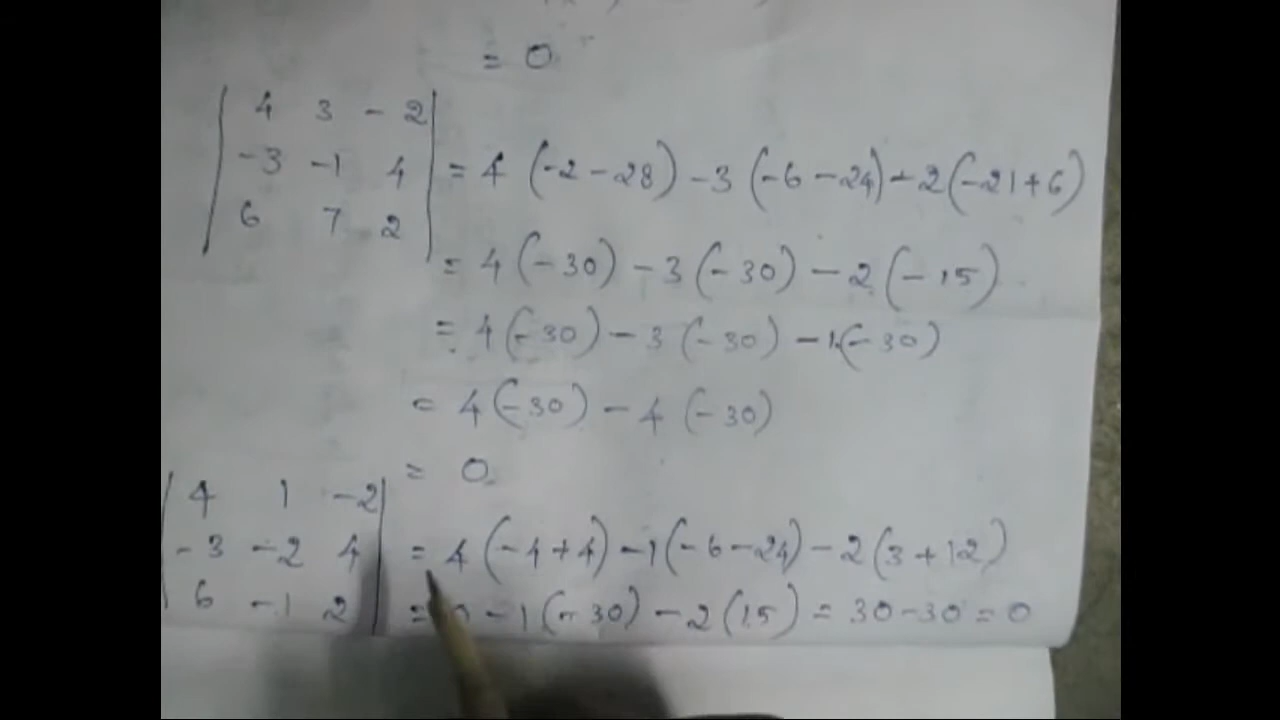 = 0
| 4 3 -2 |
| -3 -1 4 | = 4 (-2 - 28) - 3 (-6 - 24) - 2 (-21 + 6)
| 6 7 2 |
= 4 (-30) - 3 (-30) - 2 (-15)
= 4 (-30) - 3 (-30) - 1 (-30)
= 4 (-30) - 4 (-30)
= 0
| 4 1 -2 |
| -3 -2 4 | = 4 (-4 + 4) - 1 (-6 - 24) - 2 (3 + 12)
| 6 -1 2 | = 0 - 1 (-30) - 2 (15) = 30 - 30 = 0